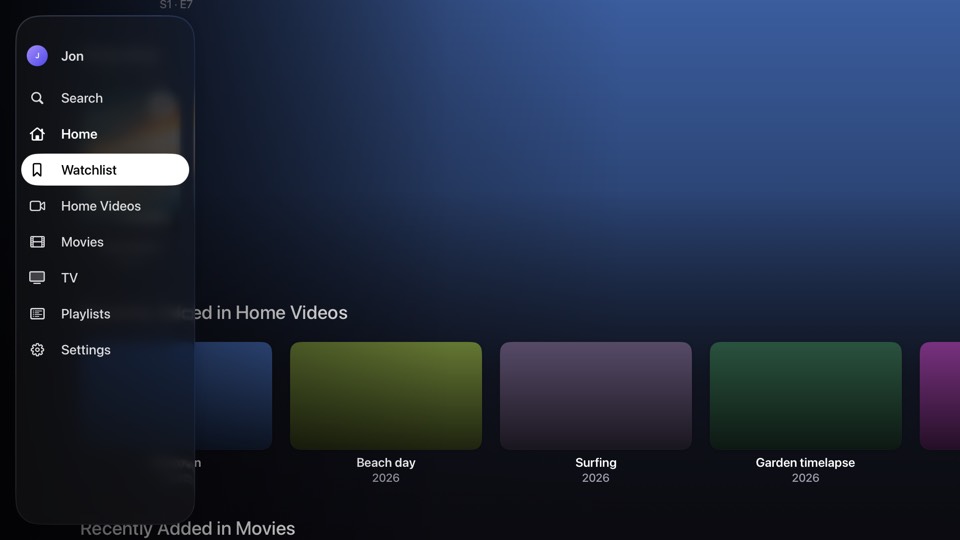 S1 · E7
J
Jon
Search
Home
Watchlist
Home Videos
Movies
TV
Playlists
Settings
in Home Videos
Beach day
2026
Surfing
2026
Garden timelapse
2026
Recently Added in Movies